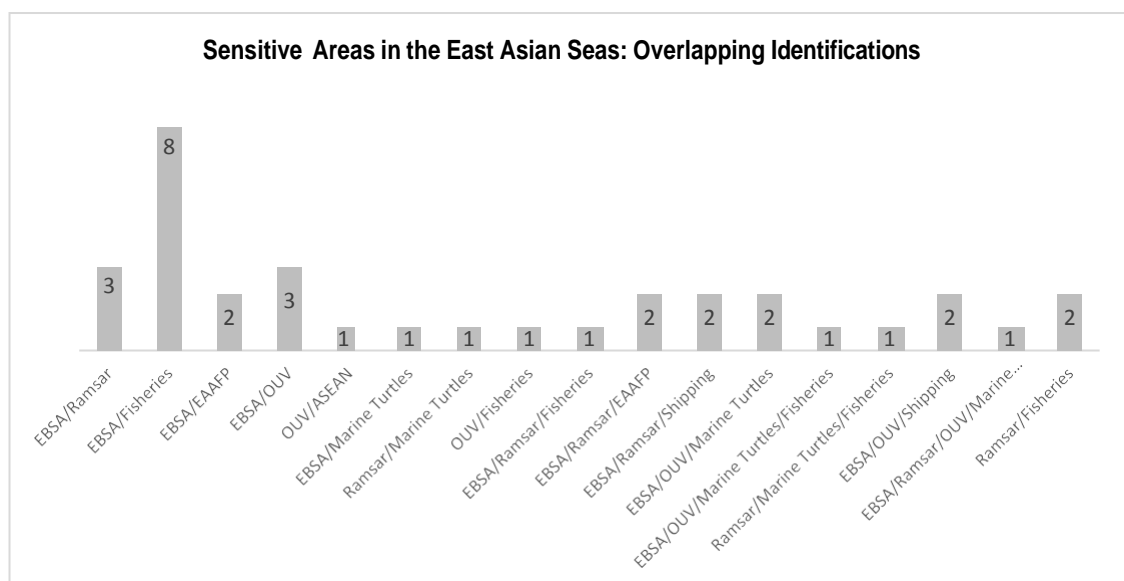 Sensitive Areas in the East Asian Seas: Overlapping Identifications
3
8
2
3
1
1
1
1
1
2
2
2
1
1
2
1
2
EBSA/Ramsar
EBSA/Fisheries
EBSA/EAAFP
EBSA/OUV
OUV/ASEAN
EBSA/Marine Turtles
Ramsar/Marine Turtles
OUV/Fisheries
EBSA/Ramsar/Fisheries
EBSA/Ramsar/EAAFP
EBSA/Ramsar/Shipping
EBSA/OUV/Marine Turtles
EBSA/OUV/Marine Turtles/Fisheries
Ramsar/Marine Turtles/Fisheries
EBSA/OUV/Shipping
EBSA/Ramsar/OUV/Marine...
Ramsar/Fisheries